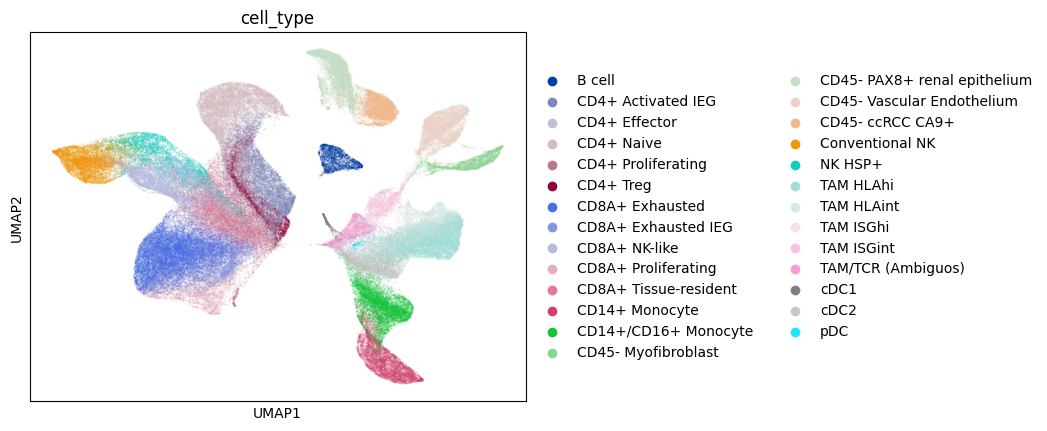 cell_type
UMAP2
UMAP1
B cell
CD4+ Activated IEG
CD4+ Effector
CD4+ Naive
CD4+ Proliferating
CD4+ Treg
CD8A+ Exhausted
CD8A+ Exhausted IEG
CD8A+ NK-like
CD8A+ Proliferating
CD8A+ Tissue-resident
CD14+ Monocyte
CD14+/CD16+ Monocyte
CD45- Myofibroblast
CD45- PAX8+ renal epithelium
CD45- Vascular Endothelium
CD45- ccRCC CA9+
Conventional NK
NK HSP+
TAM HLAhi
TAM HLAint
TAM ISGhi
TAM ISGint
TAM/TCR (Ambiguos)
cDC1
cDC2
pDC